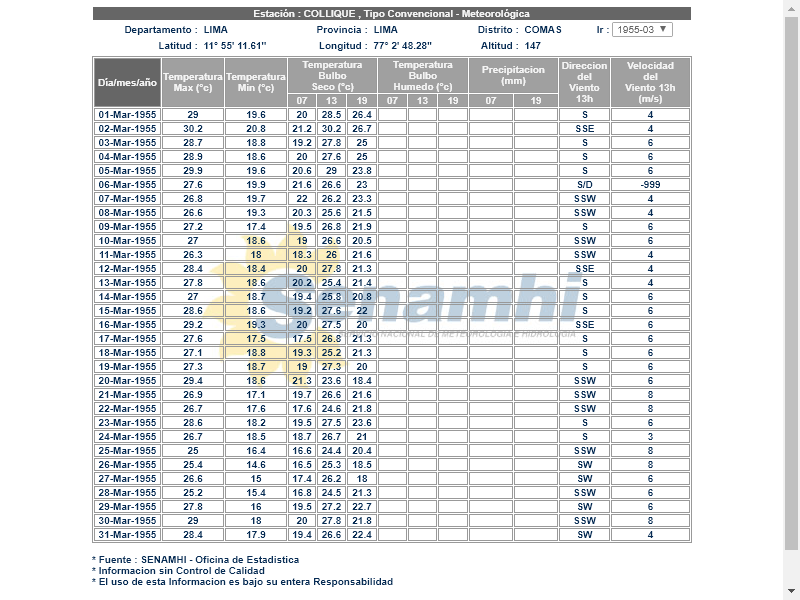 Estación : COLLIQUE , Tipo Convencional - Meteorológica
Departamento : LIMA Provincia : LIMA Distrito : COMAS Ir : 1955-03
Latitud : 11° 55' 11.61" Longitud : 77° 2' 48.28" Altitud : 147
Dia/mes/año Temperatura Max (°c) Temperatura Min (°c) Temperatura Bulbo Seco (°c) Temperatura Bulbo Humedo (°c) Precipitacion (mm) Direccion del Viento 13h Velocidad del Viento 13h (m/s)
07 13 19 07 13 19 07 19
01-Mar-1955 29 19.6 20 28.5 26.4 S 4
02-Mar-1955 30.2 20.8 21.2 30.2 26.7 SSE 4
03-Mar-1955 28.7 18.8 19.2 27.8 25 S 6
04-Mar-1955 28.9 18.6 20 27.6 25 S 6
05-Mar-1955 29.9 19.6 20.6 29 23.8 S 6
06-Mar-1955 27.6 19.9 21.6 26.6 23 S/D -999
07-Mar-1955 26.8 19.7 22 26.2 23.3 SSW 4
08-Mar-1955 26.6 19.3 20.3 25.6 21.5 SSW 4
09-Mar-1955 27.2 17.4 19.5 26.8 21.9 S 6
10-Mar-1955 27 18.6 19 26.6 20.5 SSW 6
11-Mar-1955 26.3 18 18.3 26 21.6 SSW 4
12-Mar-1955 28.4 18.4 20 27.8 21.3 SSE 4
13-Mar-1955 27.8 18.6 20.2 25.4 21.4 S 4
14-Mar-1955 27 18.7 19.4 25.8 20.8 S 6
15-Mar-1955 28.6 18.6 19.2 27.6 22 S 6
16-Mar-1955 29.2 19.3 20 27.5 20 SSE 6
17-Mar-1955 27.6 17.5 17.5 26.8 21.3 S 6
18-Mar-1955 27.1 18.8 19.3 25.2 21.3 S 6
19-Mar-1955 27.3 18.7 19 27.3 20 S 6
20-Mar-1955 29.4 18.6 21.3 23.6 18.4 SSW 6
21-Mar-1955 26.9 17.1 19.7 26.6 21.6 SSW 8
22-Mar-1955 26.7 17.6 17.6 24.6 21.8 SSW 8
23-Mar-1955 28.6 18.2 19.5 27.5 23.6 S 6
24-Mar-1955 26.7 18.5 18.7 26.7 21 S 3
25-Mar-1955 25 16.4 16.6 24.4 20.4 SSW 8
26-Mar-1955 25.4 14.6 16.5 25.3 18.5 SW 8
27-Mar-1955 26.6 15 17.4 26.2 18 SW 6
28-Mar-1955 25.2 15.4 16.8 24.5 21.3 SSW 6
29-Mar-1955 27.8 16 19.5 27.2 22.7 SW 6
30-Mar-1955 29 18 20 27.8 21.8 SSW 8
31-Mar-1955 28.4 17.9 19.4 26.6 22.4 SW 4
Senamhi
NACIONAL DE METEOROLOGIA E HIDROLOGIA
* Fuente : SENAMHI - Oficina de Estadistica
* Informacion sin Control de Calidad
* El uso de esta Informacion es bajo su entera Responsabilidad